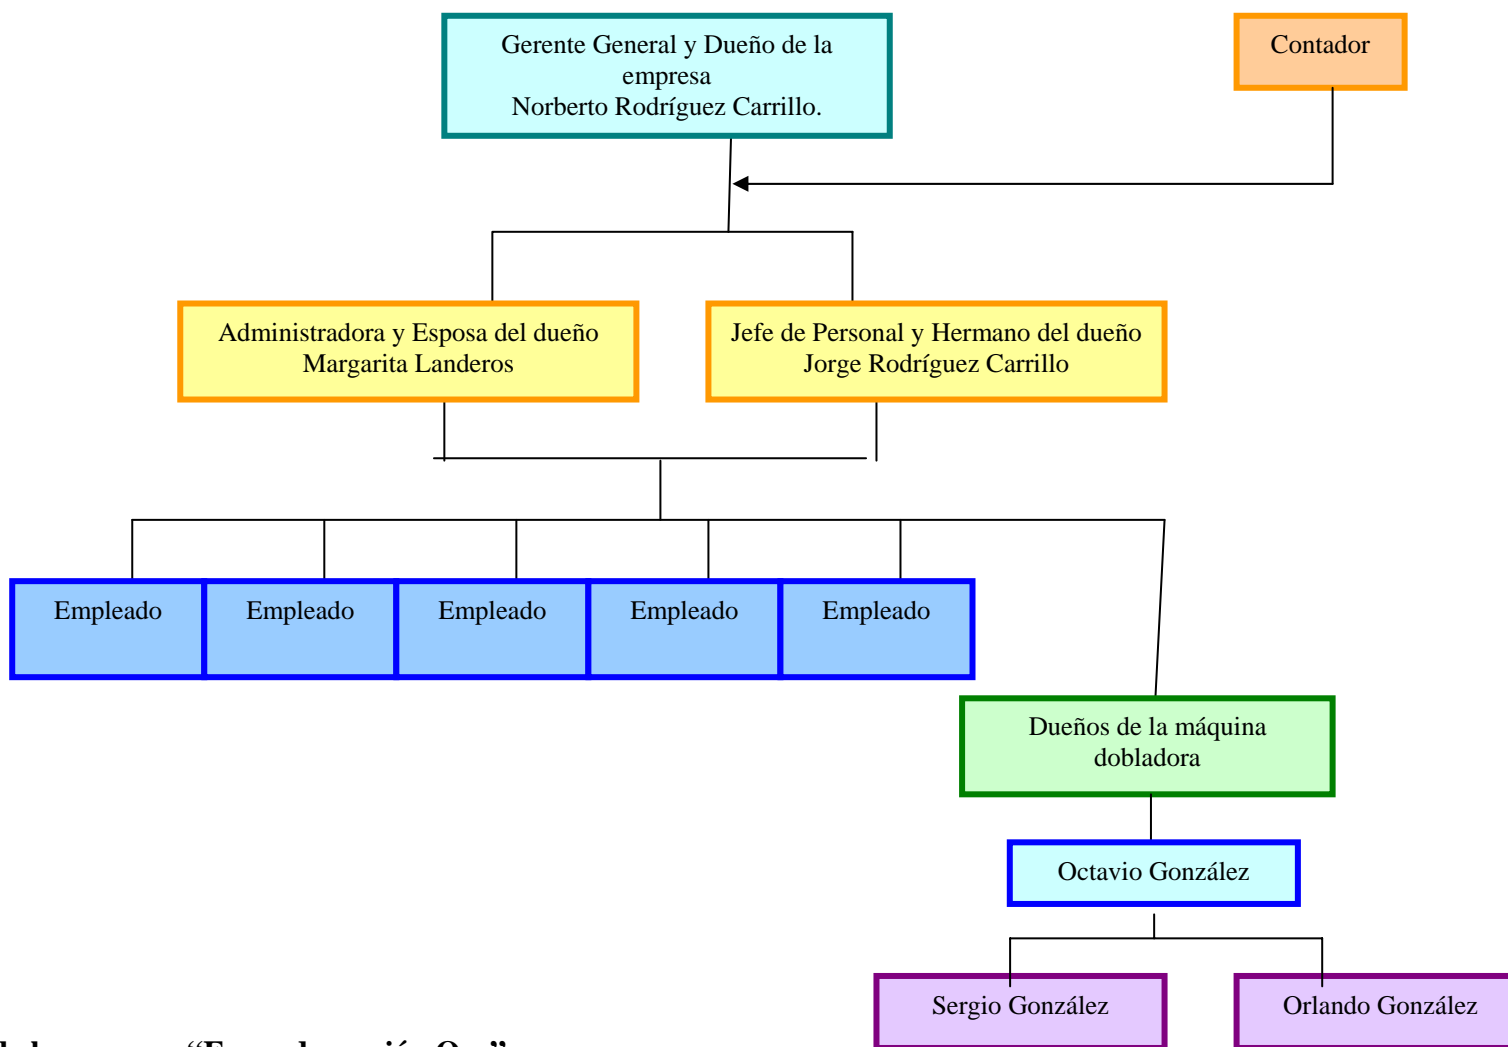 Gerente General y Dueño de la
empresa
Norberto Rodríguez Carrillo.
Contador
Administradora y Esposa del dueño
Margarita Landeros
Jefe de Personal y Hermano del dueño
Jorge Rodríguez Carrillo
Empleado
Empleado
Empleado
Empleado
Empleado
Dueños de la máquina
dobladora
Octavio González
Sergio González
Orlando González